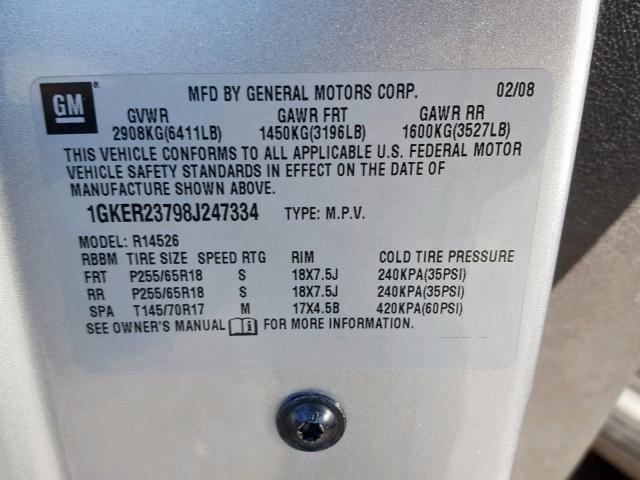 GM
MFD BY GENERAL MOTORS CORP. 02/08
GVWR GAWR FRT GAWR RR
2908KG(6411LB) 1450KG(3196LB) 1600KG(3527LB)
THIS VEHICLE CONFORMS TO ALL APPLICABLE U.S. FEDERAL MOTOR
VEHICLE SAFETY STANDARDS IN EFFECT ON THE DATE OF
MANUFACTURE SHOWN ABOVE.
1GKER23798J247334 TYPE: M.P.V.
MODEL: R14526
RBBM TIRE SIZE SPEED RTG RIM COLD TIRE PRESSURE
FRT P255/65R18 S 18X7.5J 240KPA(35PSI)
RR P255/65R18 S 18X7.5J 240KPA(35PSI)
SPA T145/70R17 M 17X4.5B 420KPA(60PSI)
SEE OWNER'S MANUAL FOR MORE INFORMATION.